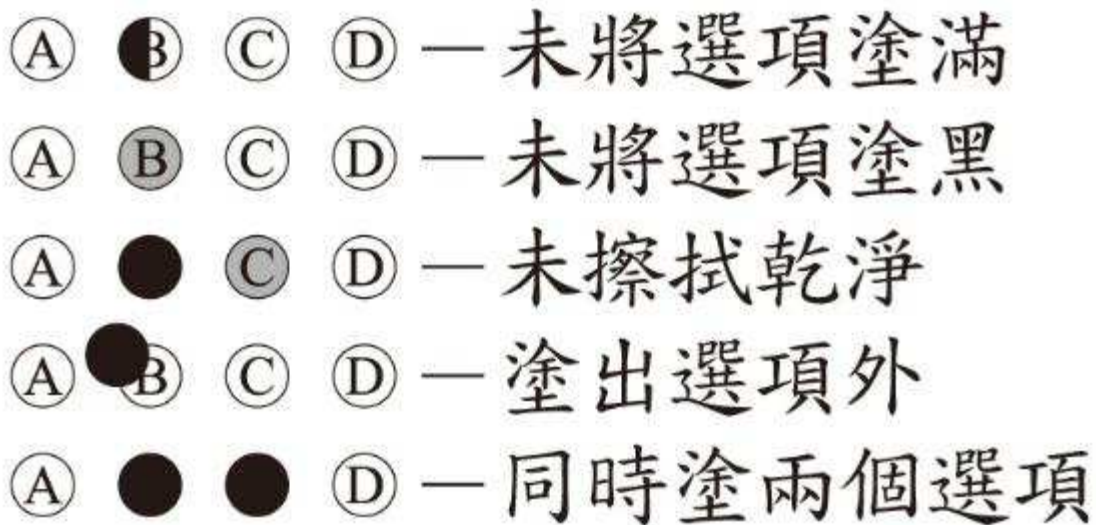 Ⓐ Ⓑ Ⓒ Ⓓ — 未將選項塗滿
Ⓐ Ⓑ Ⓒ Ⓓ — 未將選項塗黑
Ⓐ ● Ⓒ Ⓓ — 未擦拭乾淨
Ⓐ Ⓑ Ⓒ Ⓓ — 塗出選項外
Ⓐ ● ● Ⓓ — 同時塗兩個選項